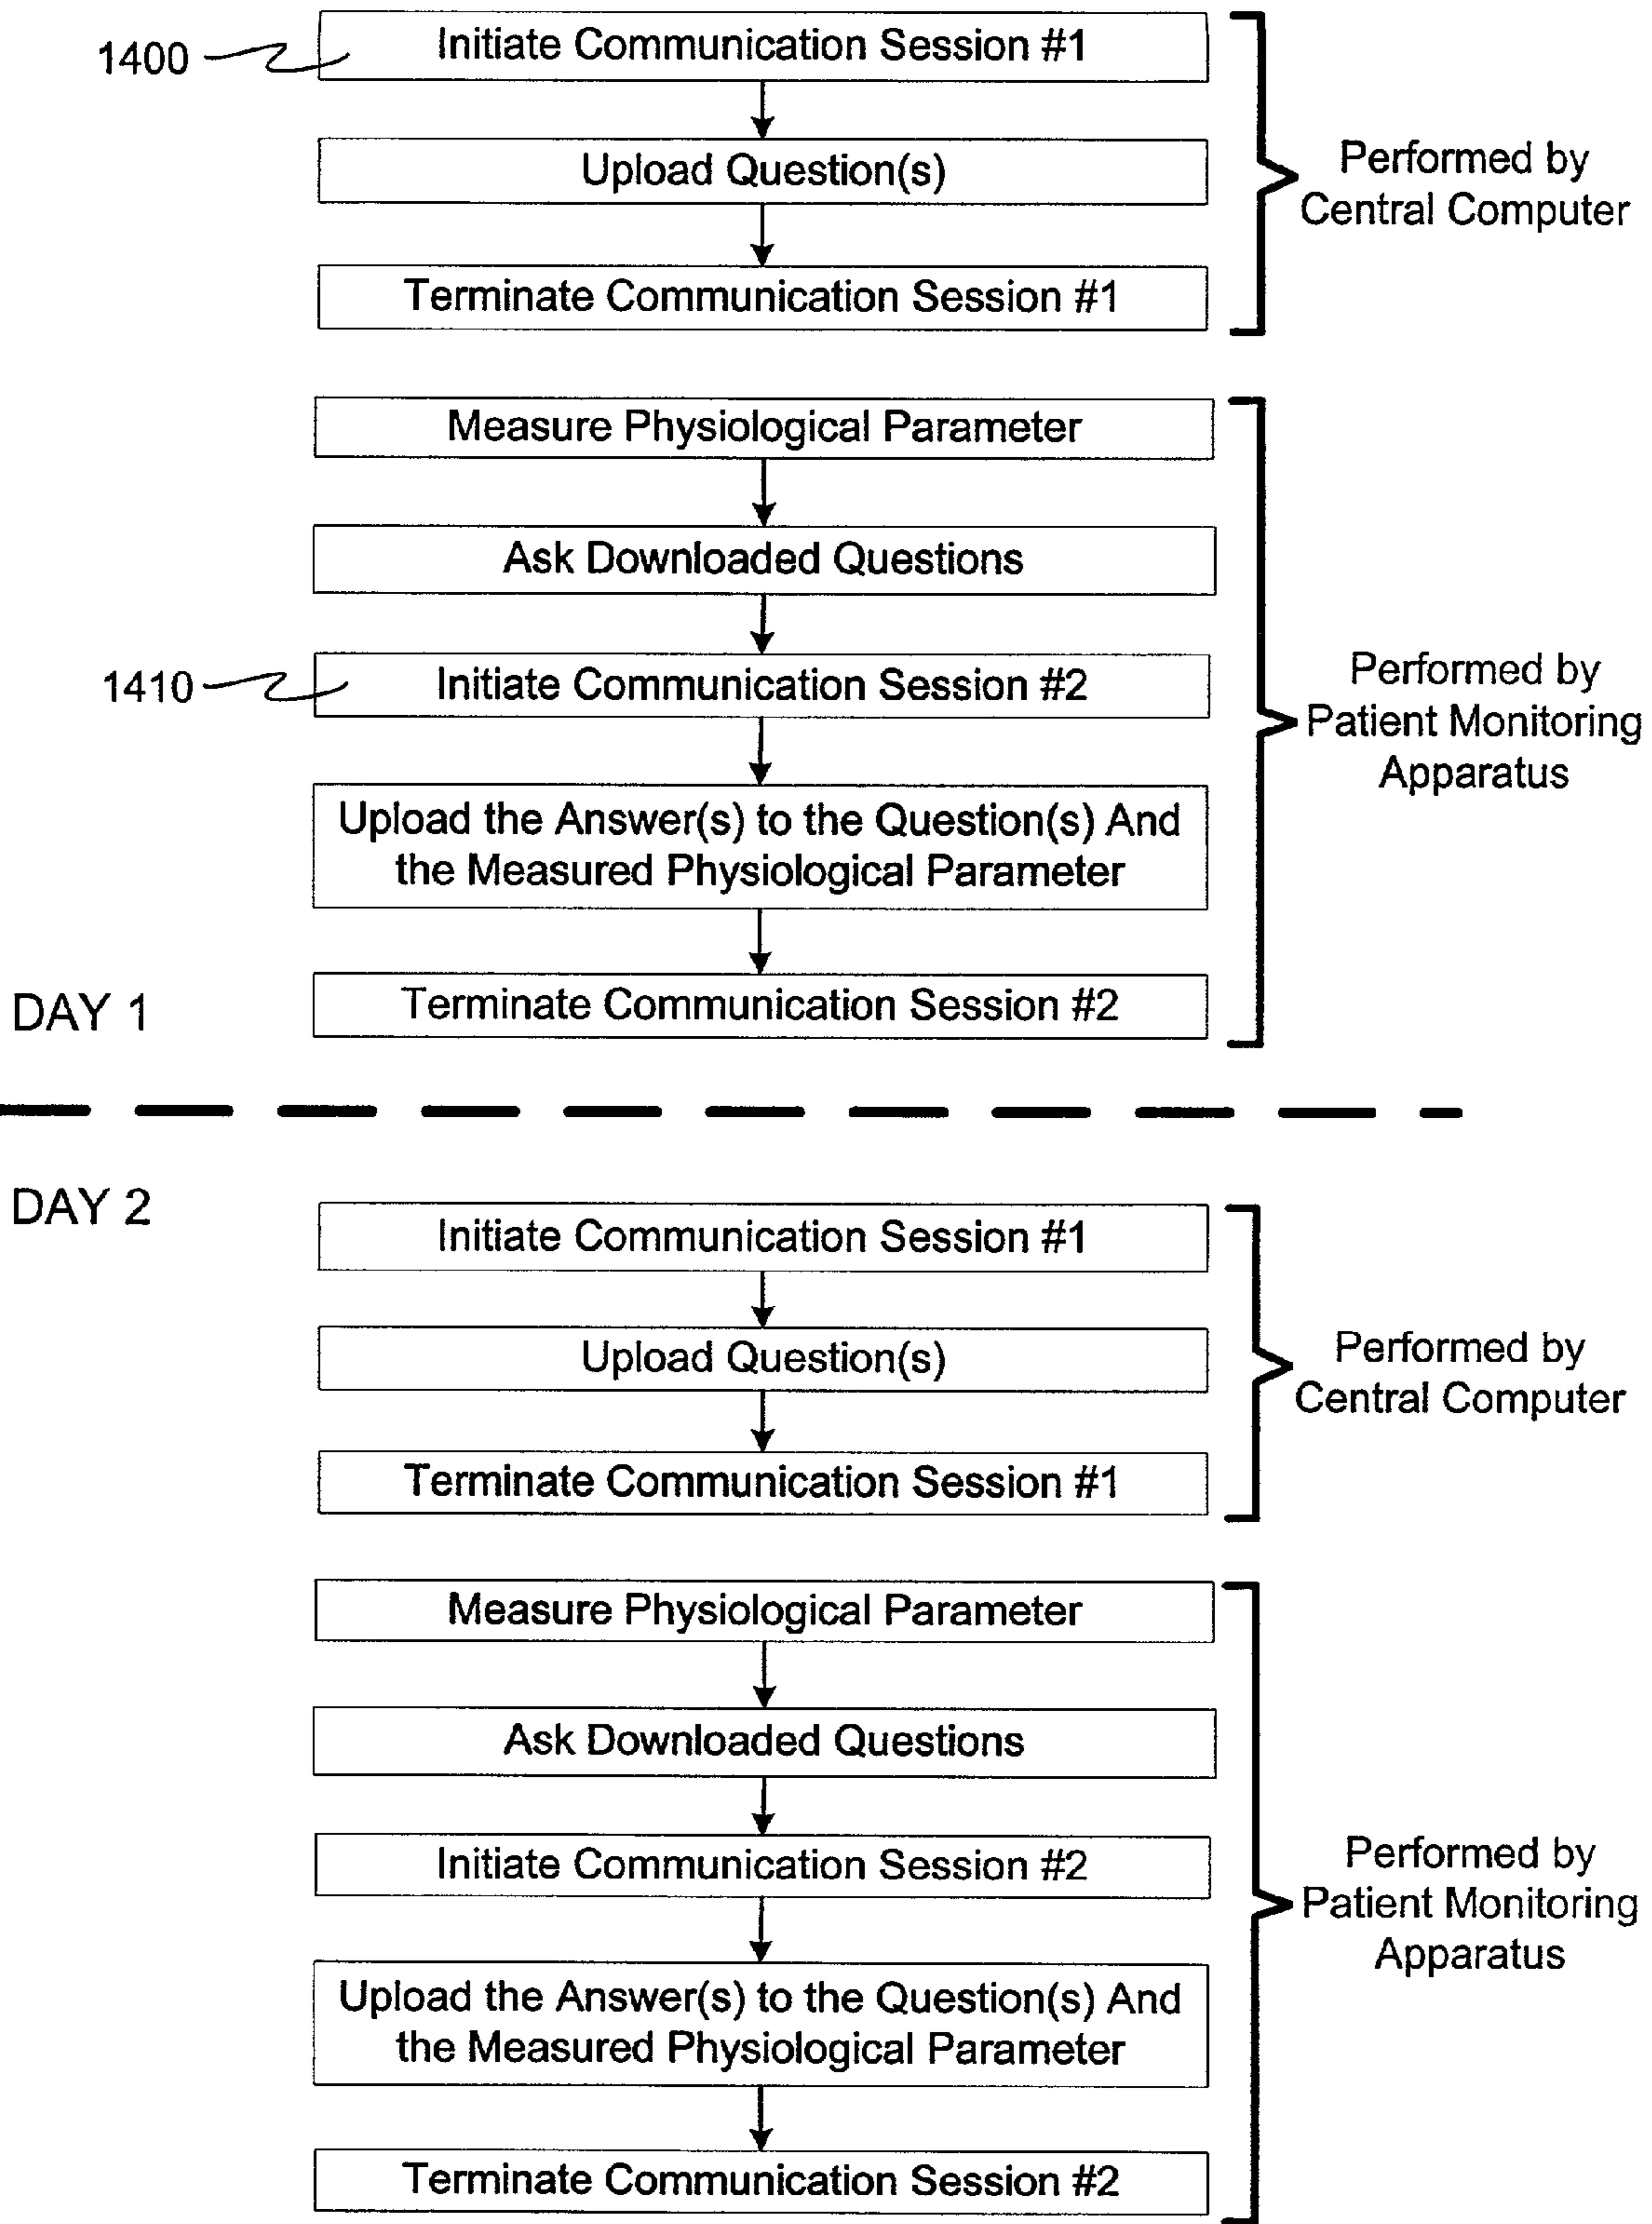 1400
Initiate Communication Session #1
Upload Question(s)
Terminate Communication Session #1
Performed by
Central Computer
Measure Physiological Parameter
Ask Downloaded Questions
1410
Initiate Communication Session #2
Upload the Answer(s) to the Question(s) And
the Measured Physiological Parameter
Terminate Communication Session #2
Performed by
Patient Monitoring
Apparatus
DAY 1
DAY 2
Initiate Communication Session #1
Upload Question(s)
Terminate Communication Session #1
Performed by
Central Computer
Measure Physiological Parameter
Ask Downloaded Questions
Initiate Communication Session #2
Upload the Answer(s) to the Question(s) And
the Measured Physiological Parameter
Terminate Communication Session #2
Performed by
Patient Monitoring
Apparatus